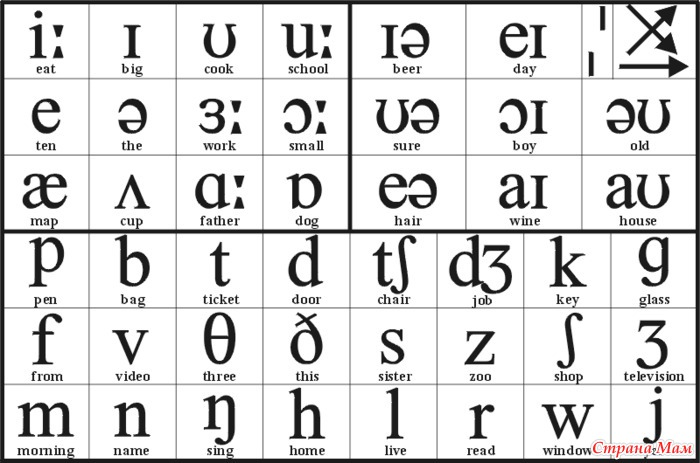 iː ɪ ʊ uː ɪə eɪ
eat big cook school beer day
e ə ɜː ɔː ʊə ɔɪ əʊ
ten the work small sure boy old
æ ʌ ɑː ɒ eə aɪ aʊ
map cup father dog hair wine house
p b t d tʃ dʒ k g
pen bag ticket door chair job key glass
f v θ ð s z ʃ ʒ
from video three this sister zoo shop television
m n ŋ h l r w j
morning name sing home live read window
Страна Мам